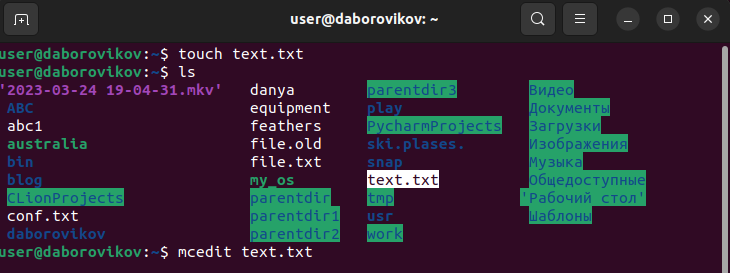 user@daborovikov: ~
user@daborovikov:~$ touch text.txt
user@daborovikov:~$ ls
'2023-03-24 19-04-31.mkv' danya parentdir3 Видео
ABC equipment play Документы
abc1 feathers PycharmProjects Загрузки
australia file.old ski.plases. Изображения
bin file.txt snap Музыка
blog my_os text.txt Общедоступные
CLionProjects parentdir tmp 'Рабочий стол'
conf.txt parentdir1 usr Шаблоны
daborovikov parentdir2 work
user@daborovikov:~$ mcedit text.txt